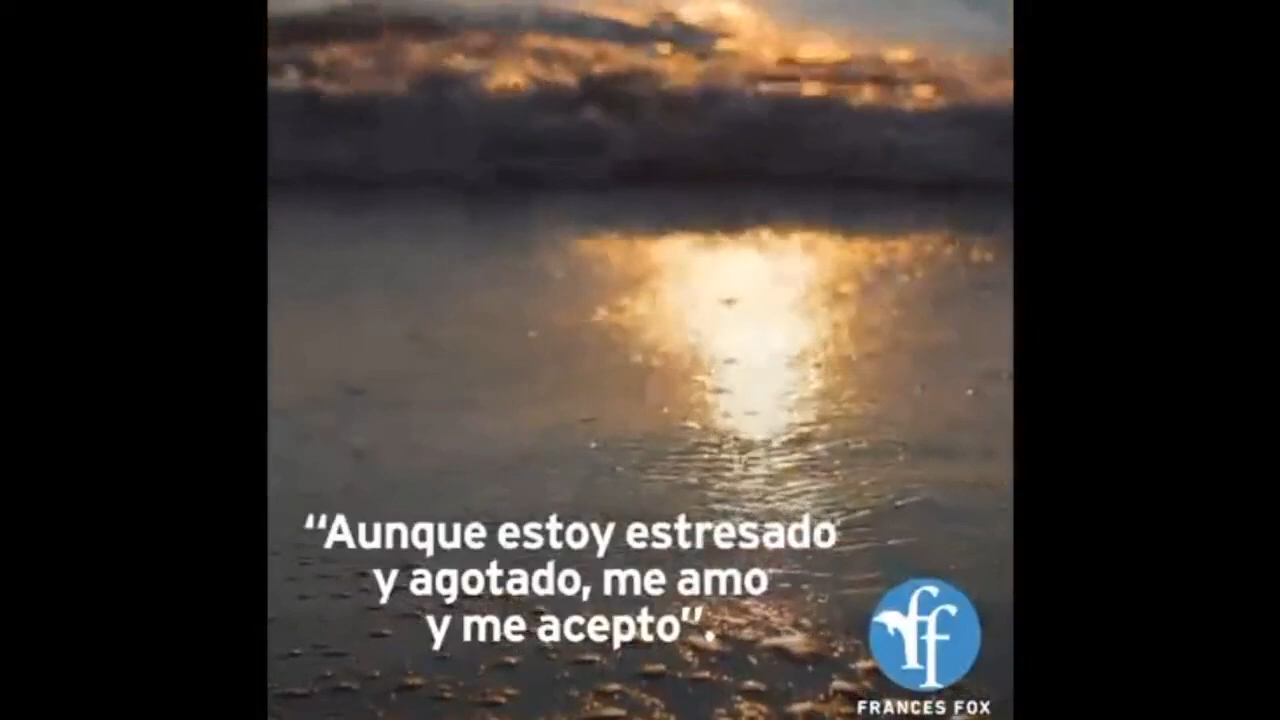 “Aunque estoy estresado
y agotado, me amo
y me acepto”.
ff
FRANCES FOX